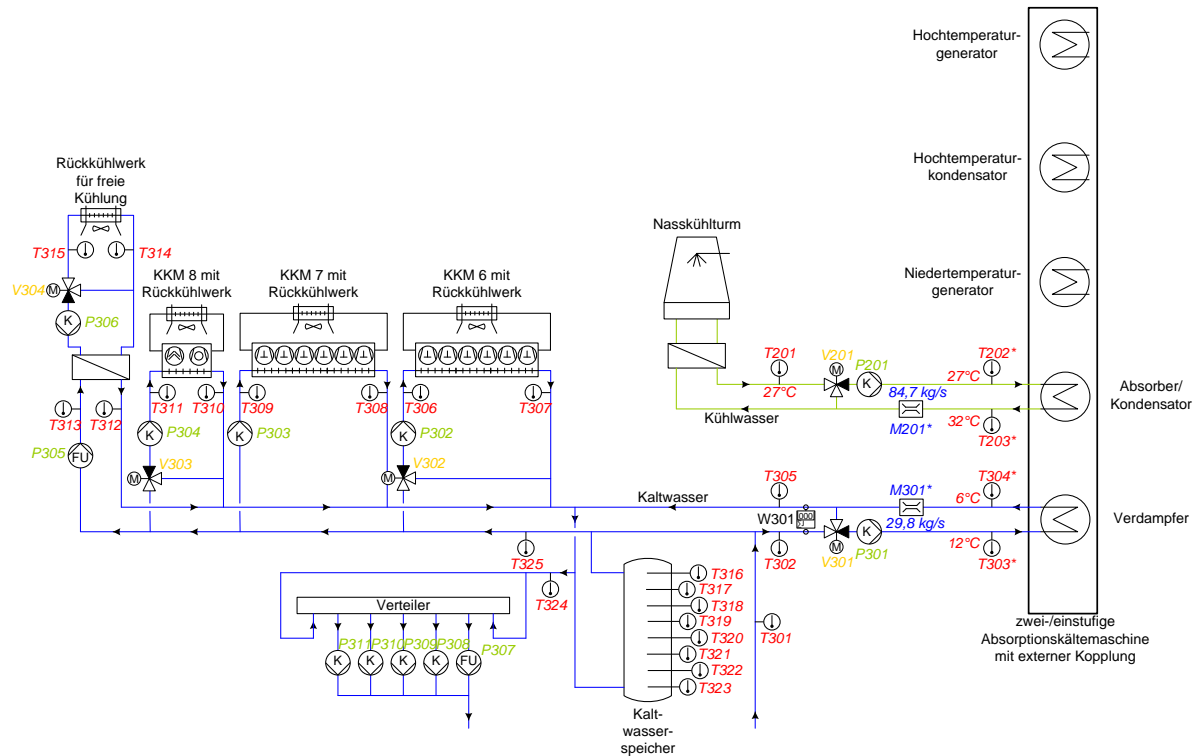 Hochtemperatur-
generator
Hochtemperatur-
kondensator
Niedertemperatur-
generator
Absorber/
Kondensator
Verdampfer
zwei-/einstufige
Absorptionskältemaschine
mit externer Kopplung
Rückkühlwerk
für freie
Kühlung
T315
T314
V304
M
K
P306
T313
T312
P305
FU
KKM 8 mit
Rückkühlwerk
T311
T310
P304
K
V303
M
KKM 7 mit
Rückkühlwerk
T309
T308
K
P303
KKM 6 mit
Rückkühlwerk
T306
T307
K
P302
V302
M
Nasskühlturm
T201
27°C
V201
M
P201
K
84,7 kg/s
T202*
27°C
Kühlwasser
M201*
32°C
T203*
Kaltwasser
T305
M301*
T304*
6°C
W301
000
29,8 kg/s
K
P301
M
V301
T302
12°C
T303*
T325
T324
Verteiler
P311
P310
P309
P308
P307
K
K
K
K
FU
T316
T317
T318
T319
T320
T321
T322
T323
T301
Kalt-
wasser-
speicher